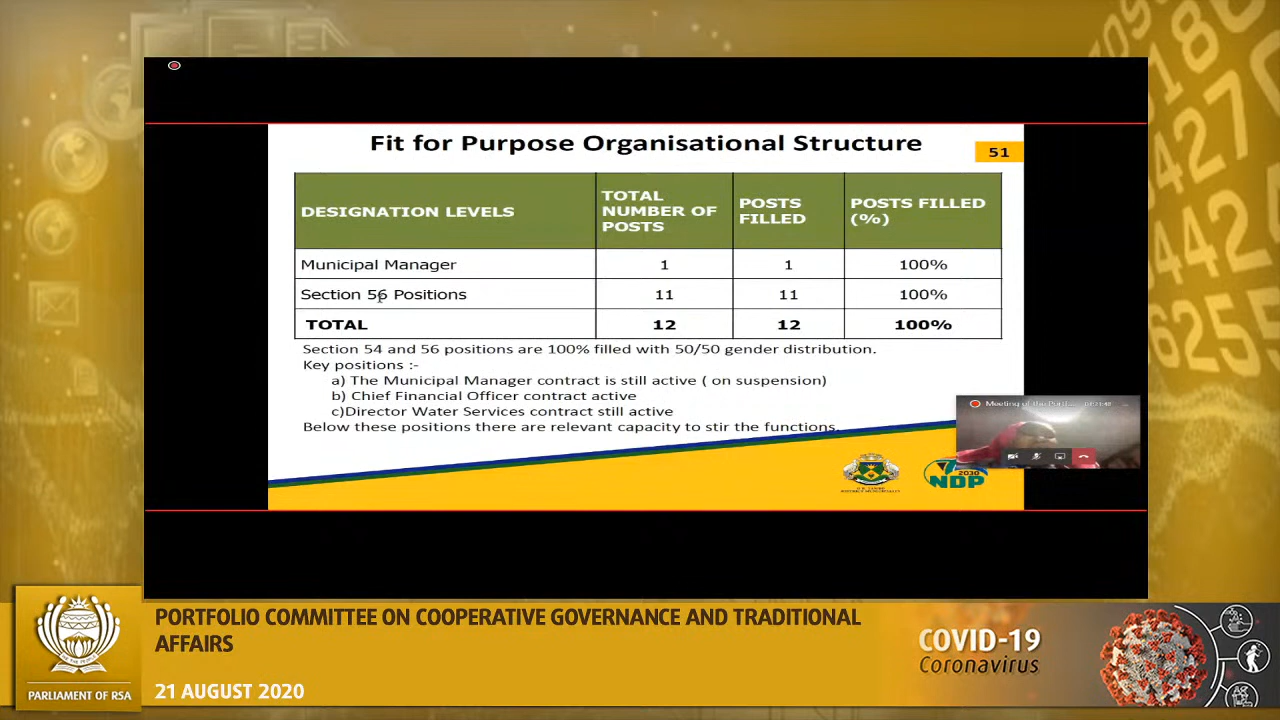 Fit for Purpose Organisational Structure
51
DESIGNATION LEVELS
TOTAL NUMBER OF POSTS
POSTS FILLED
POSTS FILLED (%)
Municipal Manager 1 1 100%
Section 56 Positions 11 11 100%
TOTAL 12 12 100%
Section 54 and 56 positions are 100% filled with 50/50 gender distribution.
Key positions :-
a) The Municipal Manager contract is still active ( on suspension)
b) Chief Financial Officer contract active
c)Director Water Services contract still active
Below these positions there are relevant capacity to stir the functions.
Meeting of the
2030
NDP
PORTFOLIO COMMITTEE ON COOPERATIVE GOVERNANCE AND TRADITIONAL
AFFAIRS
21 AUGUST 2020
PARLIAMENT OF RSA
COVID-19
Coronavirus